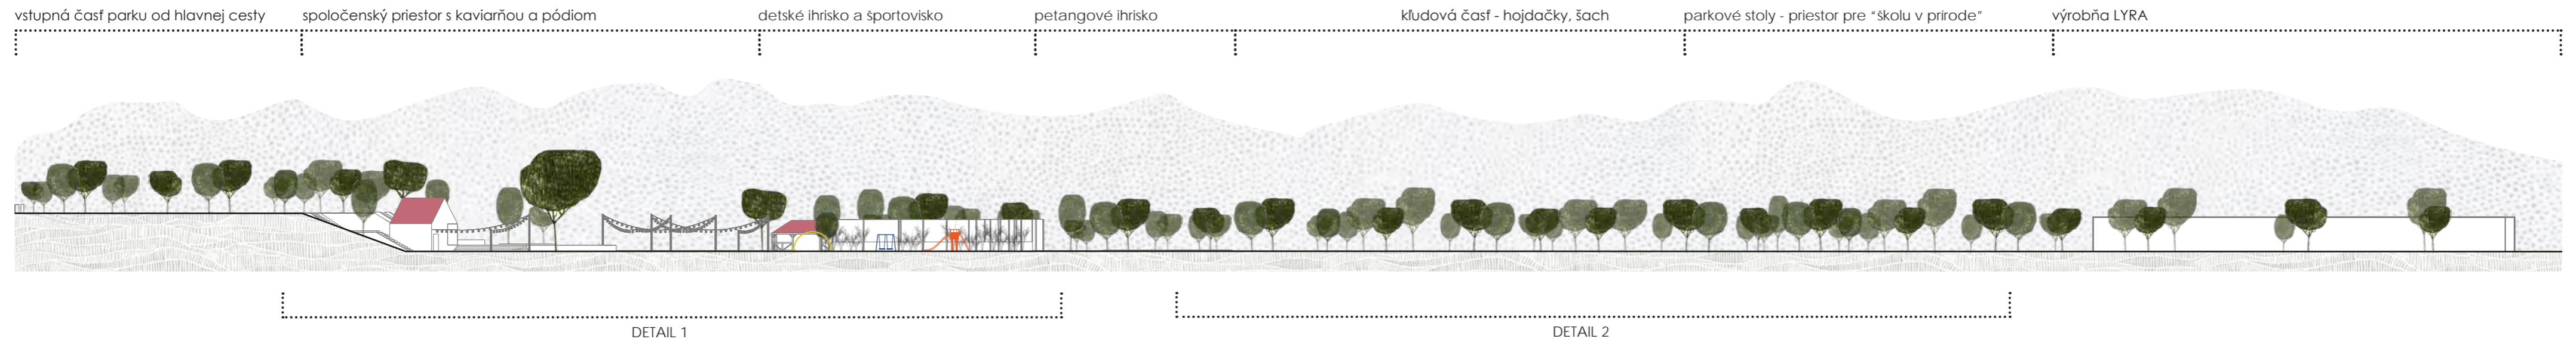 vstupná časť parku od hlavnej cesty
spoločenský priestor s kaviarňou a pódiom
detské ihrisko a športovisko
petangové ihrisko
kľudová časť - hojdačky, šach
parkové stoly - priestor pre "školu v prírode"
výrobňa LYRA
DETAIL 1
DETAIL 2